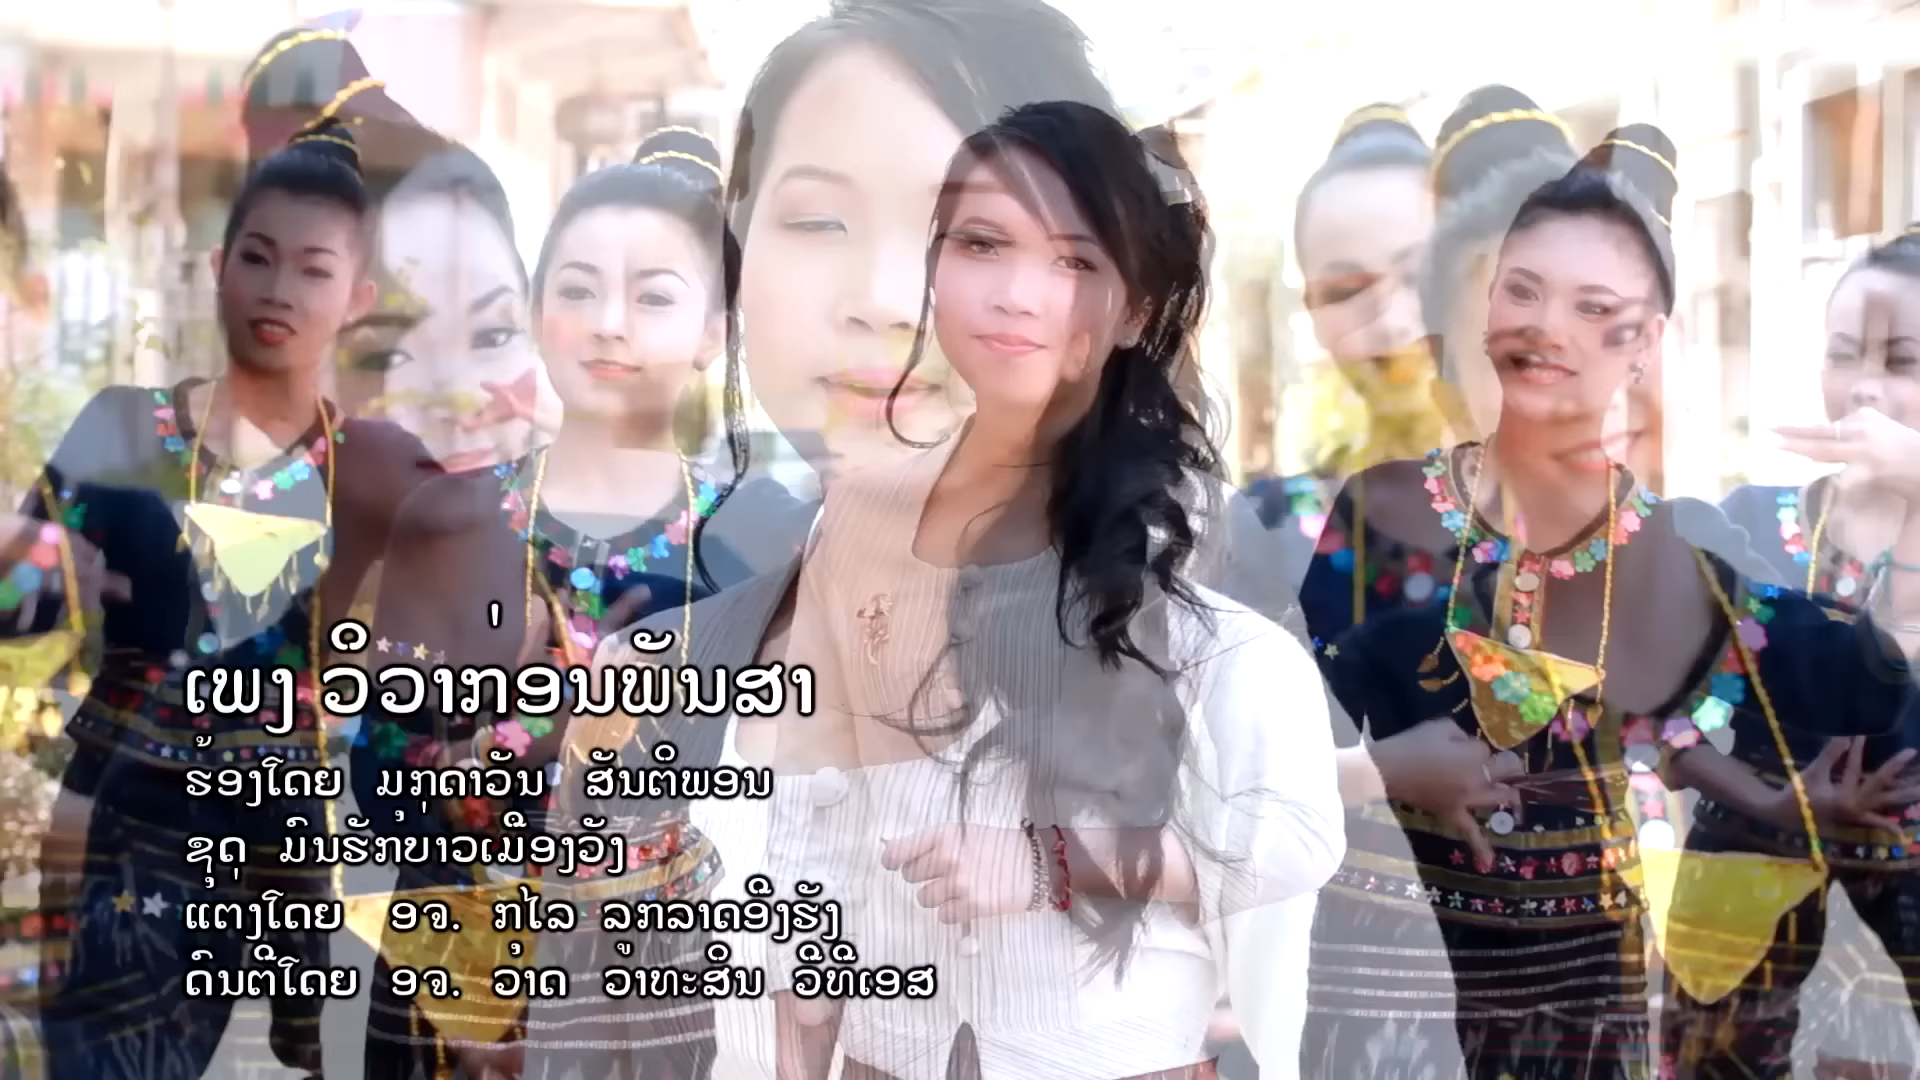 ເພງ ວິວາກ່ອນພັນສາ
ຮ້ອງໂດຍ ມຸກດາວັນ ສັນຕິພອນ
ຊຸດ ມົນຮັກບ່າວເມືອງວັງ
ແຕ່ງໂດຍ ອຈ. ກຸໄລ ລູກລາດອີງຮັງ
ດົນຕີໂດຍ ອຈ. ວາດ ວາທະສິນ ວີທີເອສ